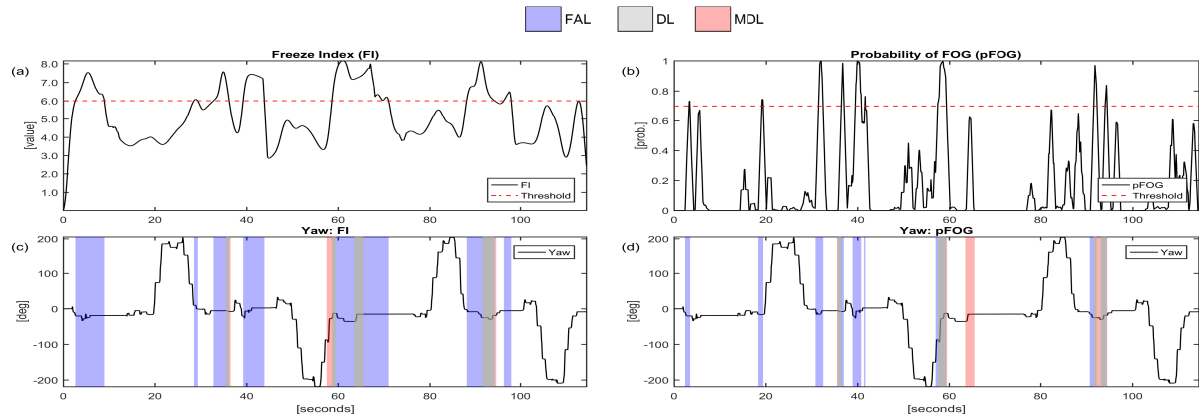 FAL DL MDL
Freeze Index (FI)
(a)
[value]
8.0
7.0
6.0
5.0
4.0
3.0
2.0
1.0
FI
Threshold
0 20 40 60 80 100
Probability of FOG (pFOG)
(b)
[prob.]
1
0.8
0.6
0.4
0.2
0
pFOG
Threshold
0 20 40 60 80 100
Yaw: FI
(c)
[deg]
200
100
0
-100
-200
Yaw
0 20 40 60 80 100
[seconds]
Yaw: pFOG
(d)
[deg]
200
100
0
-100
-200
Yaw
0 20 40 60 80 100
[seconds]